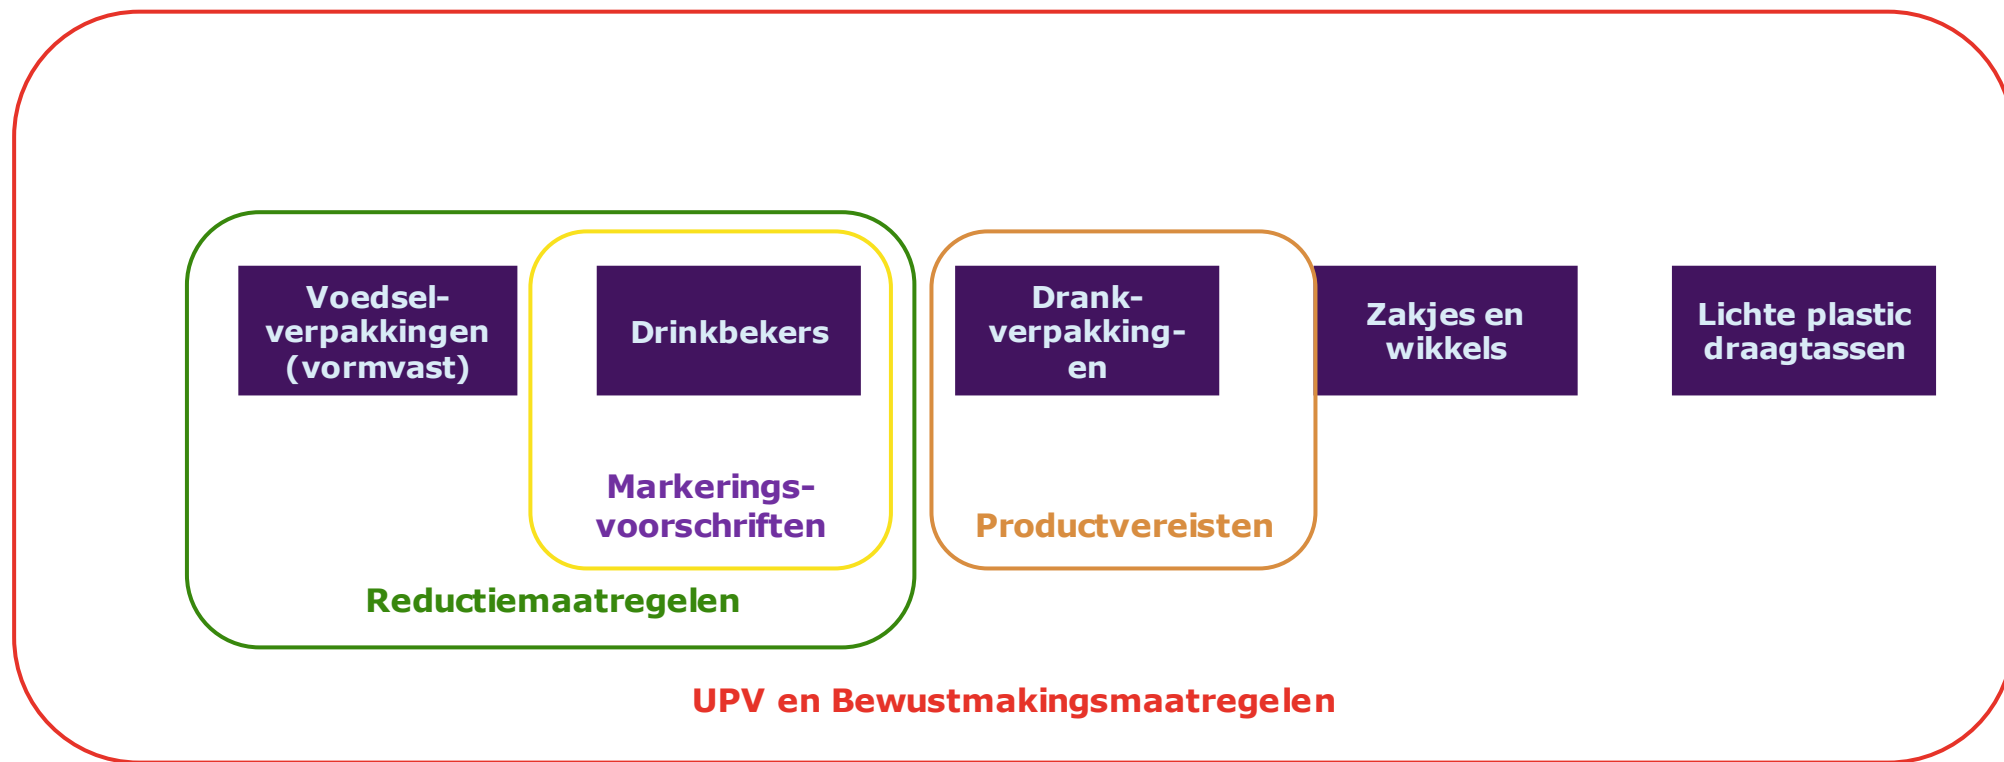 Voedsel-
verpakkingen
(vormvast)
Drinkbekers
Drank-
verpakking-
en
Zakjes en
wikkels
Lichte plastic
draagtassen
Markerings-
voorschriften
Productvereisten
Reductiemaatregelen
UPV en Bewustmakingsmaatregelen